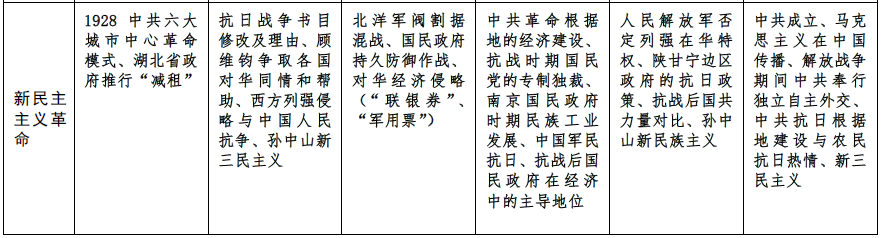 新民主
主义革
命
1928 中共六大
城市中心革命
模式、湖北省政
府推行“减租”
抗日战争书目
修改及理由、顾
维钧争取各国
对华同情和帮
助、西方列强侵
略与中国人民
抗争、孙中山新
三民主义
北洋军阀割据
混战、国民政府
持久防御作战、
对华经济侵略
（“联银券”、
“军用票”）
中共革命根据
地的经济建设、
抗战时期国民
党的专制独裁、
南京国民政府
时期民族工业
发展、中国军民
抗日、抗战后国
民政府在经济
中的主导地位
人民解放军否
定列强在华特
权、陕甘宁边区
政府的抗日政
策、抗战后国共
力量对比、孙中
山新民族主义
中共成立、马克
思主义在中国
传播、解放战争
期间中共奉行
独立自主外交、
中共抗日根据
地建设与农民
抗日热情、新三
民主义